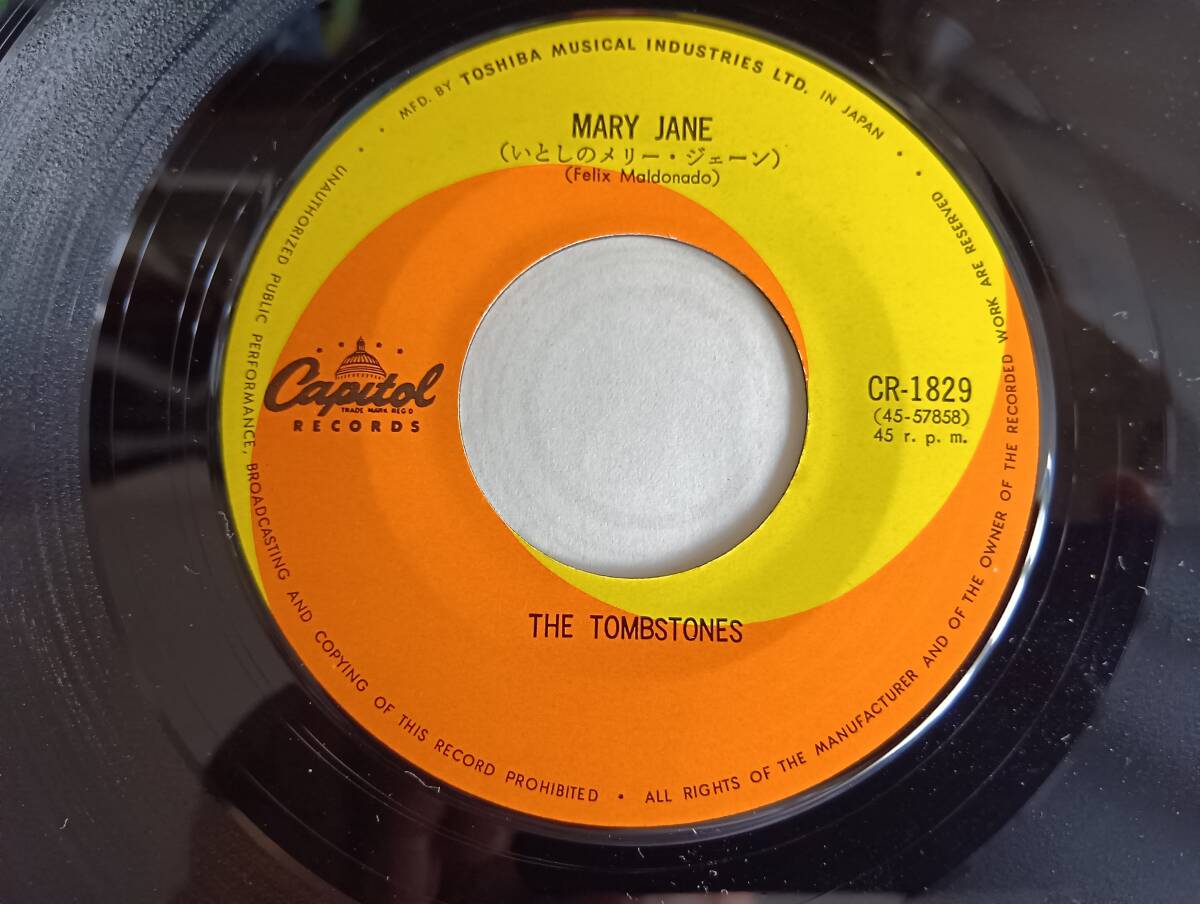 MFD. BY TOSHIBA MUSICAL INDUSTRIES LTD. IN JAPAN
MARY JANE
(いとしのメリー・ジェーン)
(Felix Maldonado)
Capitol
TRADE MARK REG'D
RECORDS
CR-1829
(45-57858)
45 r. p. m.
THE TOMBSTONES
UNAUTHORIZED PUBLIC PERFORMANCE, BROADCASTING AND COPYING OF THIS RECORD PROHIBITED • ALL RIGHTS OF THE MANUFACTURER AND OF THE OWNER OF THE RECORDED WORK ARE RESERVED